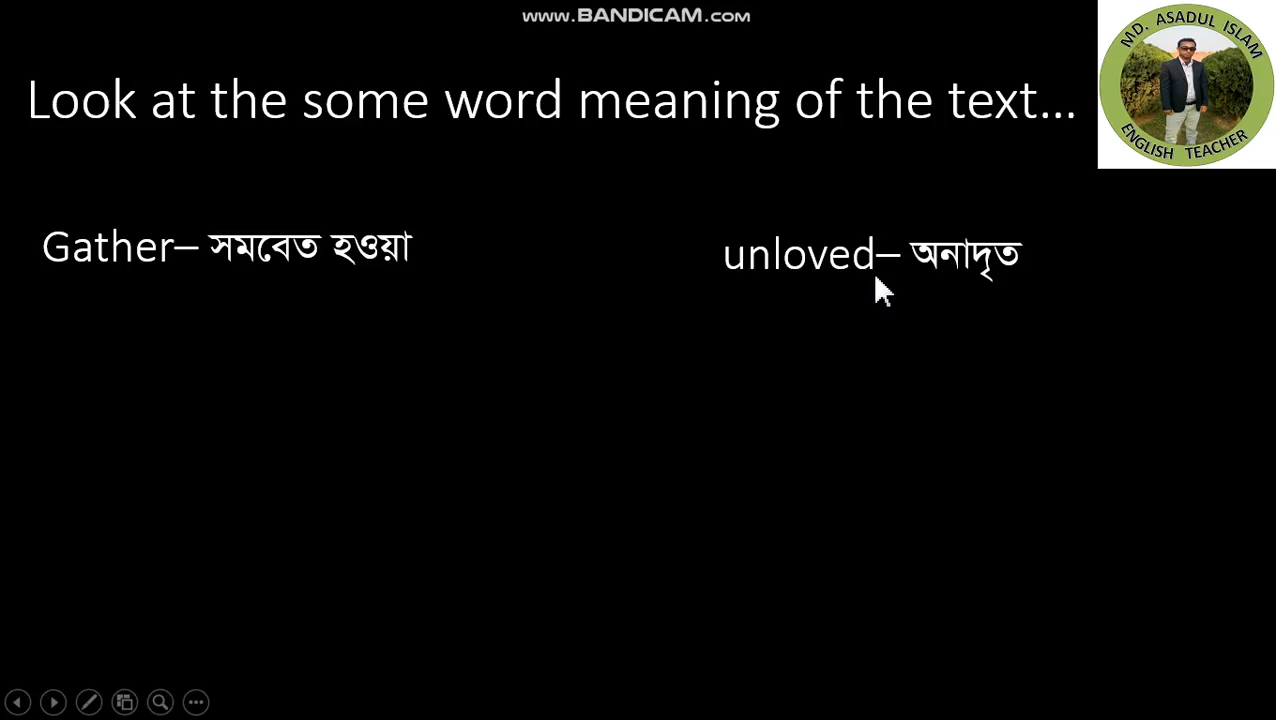 www.BANDICAM.com
Look at the some word meaning of the text...
MD. ASADUL ISLAM
ENGLISH TEACHER
Gather– সমবেত হওয়া
unloved– অনাদৃত